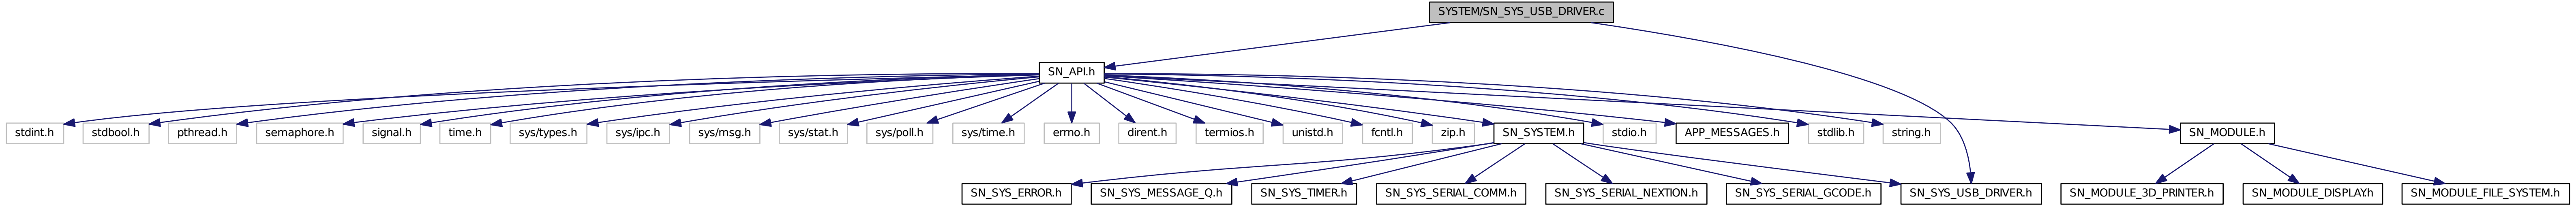 SYSTEM/SN_SYS_USB_DRIVER.c
SN_API.h
stdint.h
stdbool.h
pthread.h
semaphore.h
signal.h
time.h
sys/types.h
sys/ipc.h
sys/msg.h
sys/stat.h
sys/poll.h
sys/time.h
errno.h
dirent.h
termios.h
unistd.h
fcntl.h
zip.h
SN_SYSTEM.h
stdio.h
APP_MESSAGES.h
stdlib.h
string.h
SN_MODULE.h
SN_SYS_ERROR.h
SN_SYS_MESSAGE_Q.h
SN_SYS_TIMER.h
SN_SYS_SERIAL_COMM.h
SN_SYS_SERIAL_NEXTION.h
SN_SYS_SERIAL_GCODE.h
SN_SYS_USB_DRIVER.h
SN_MODULE_3D_PRINTER.h
SN_MODULE_DISPLAY.h
SN_MODULE_FILE_SYSTEM.h